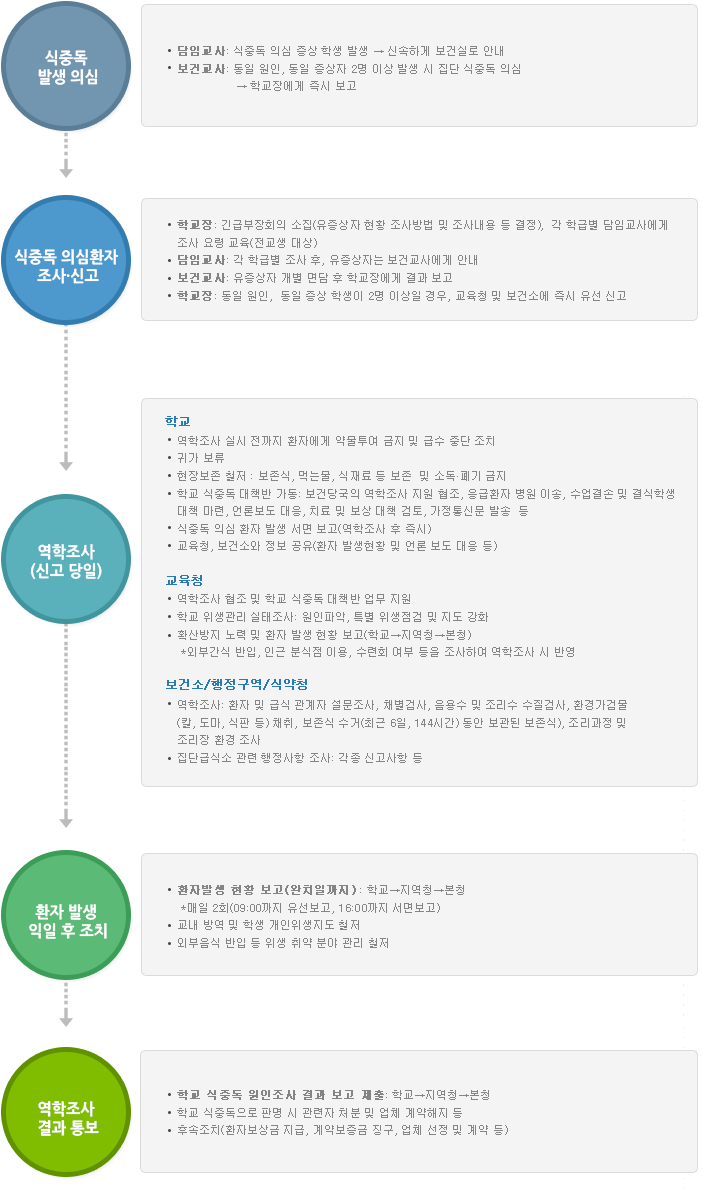 식중독
발생 의심
• 담임교사: 식중독 의심 증상 학생 발생 → 신속하게 보건실로 안내
• 보건교사: 동일 원인, 동일 증상자 2명 이상 발생 시 집단 식중독 의심
→ 학교장에게 즉시 보고
식중독 의심환자
조사·신고
• 학교장: 긴급부장회의 소집(유증상자 현황 조사방법 및 조사내용 등 결정), 각 학급별 담임교사에게
조사 요령 교육(전교생 대상)
• 담임교사: 각 학급별 조사 후, 유증상자는 보건교사에게 안내
• 보건교사: 유증상자 개별 면담 후 학교장에게 결과 보고
• 학교장: 동일 원인, 동일 증상 학생이 2명 이상일 경우, 교육청 및 보건소에 즉시 유선 신고
역학조사
(신고 당일)
학교
• 역학조사 실시 전까지 환자에게 약물투여 금지 및 급수 중단 조치
• 귀가 보류
• 현장보존 철저 : 보존식, 먹는물, 식재료 등 보존 및 소독·폐기 금지
• 학교 식중독 대책반 가동: 보건당국의 역학조사 지원 협조, 응급환자 병원 이송, 수업결손 및 결식학생
대책 마련, 언론보도 대응, 치료 및 보상 대책 검토, 가정통신문 발송 등
• 식중독 의심 환자 발생 서면 보고(역학조사 후 즉시)
• 교육청, 보건소와 정보 공유(환자 발생현황 및 언론 보도 대응 등)
교육청
• 역학조사 협조 및 학교 식중독 대책반 업무 지원
• 학교 위생관리 실태조사: 원인파악, 특별 위생점검 및 지도 강화
• 확산방지 노력 및 환자 발생 현황 보고(학교→지역청→본청)
*외부간식 반입, 인근 분식점 이용, 수련회 여부 등을 조사하여 역학조사 시 반영
보건소/행정구역/식약청
• 역학조사: 환자 및 급식 관계자 설문조사, 채별검사, 음용수 및 조리수 수질검사, 환경가검물
(칼, 도마, 식판 등) 채취, 보존식 수거(최근 6일, 144시간) 동안 보관된 보존식), 조리과정 및
조리장 환경 조사
• 집단급식소 관련 행정사항 조사: 각종 신고사항 등
환자 발생
익일 후 조치
• 환자발생 현황 보고(완치일까지) : 학교→지역청→본청
*매일 2회(09:00까지 유선보고, 16:00까지 서면보고)
• 교내 방역 및 학생 개인위생지도 철저
• 외부음식 반입 등 위생 취약 분야 관리 철저
역학조사
결과 통보
• 학교 식중독 원인조사 결과 보고 제출: 학교→지역청→본청
• 학교 식중독으로 판명 시 관련자 처분 및 업체 계약해지 등
• 후속조치(환자보상금 지급, 계약보증금 징구, 업체 선정 및 계약 등)